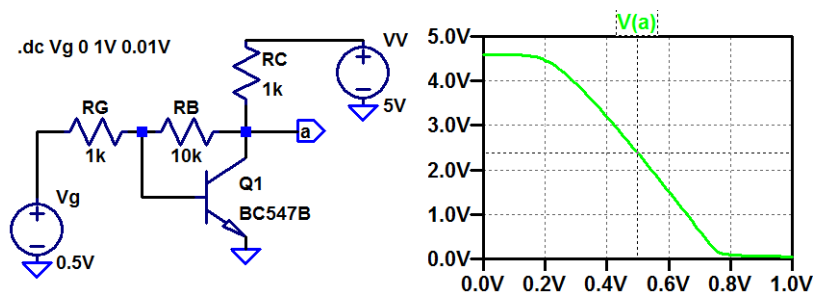 .dc Vg 0 1V 0.01V
RG
1k
RB
10k
RC
1k
VV
5V
a
Q1
BC547B
Vg
0.5V
V(a)
5.0V
4.0V
3.0V
2.0V
1.0V
0.0V
0.0V 0.2V 0.4V 0.6V 0.8V 1.0V